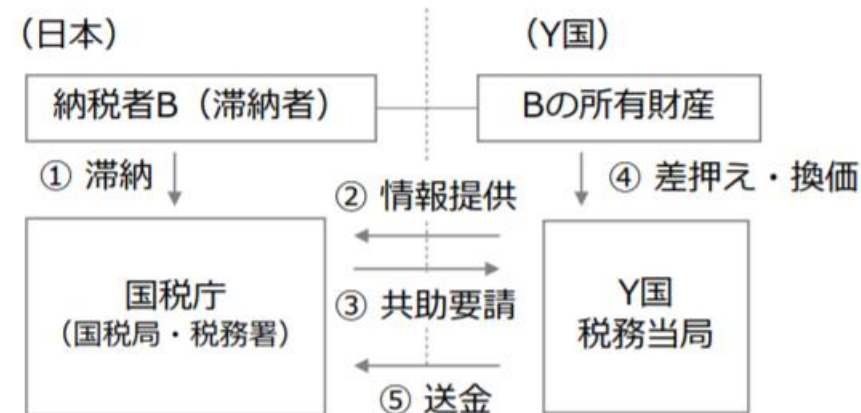 （日本）
（Y国）
納税者B（滞納者）
Bの所有財産
① 滞納
④ 差押え・換価
② 情報提供
国税庁
（国税局・税務署）
③ 共助要請
Y国
税務当局
⑤ 送金